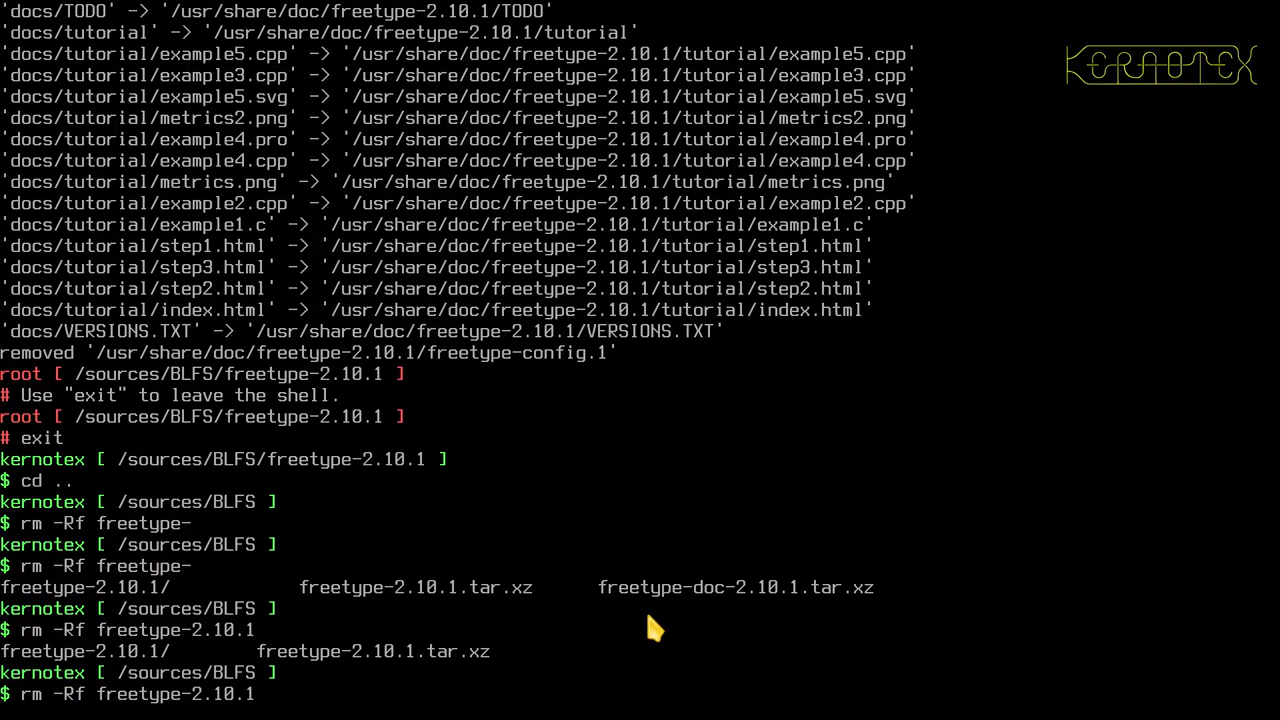 'docs/TODO' -> '/usr/share/doc/freetype-2.10.1/TODO'
'docs/tutorial' -> '/usr/share/doc/freetype-2.10.1/tutorial'
'docs/tutorial/example5.cpp' -> '/usr/share/doc/freetype-2.10.1/tutorial/example5.cpp'
'docs/tutorial/example3.cpp' -> '/usr/share/doc/freetype-2.10.1/tutorial/example3.cpp'
'docs/tutorial/example5.svg' -> '/usr/share/doc/freetype-2.10.1/tutorial/example5.svg'
'docs/tutorial/metrics2.png' -> '/usr/share/doc/freetype-2.10.1/tutorial/metrics2.png'
'docs/tutorial/example4.pro' -> '/usr/share/doc/freetype-2.10.1/tutorial/example4.pro'
'docs/tutorial/example4.cpp' -> '/usr/share/doc/freetype-2.10.1/tutorial/example4.cpp'
'docs/tutorial/metrics.png' -> '/usr/share/doc/freetype-2.10.1/tutorial/metrics.png'
'docs/tutorial/example2.cpp' -> '/usr/share/doc/freetype-2.10.1/tutorial/example2.cpp'
'docs/tutorial/example1.c' -> '/usr/share/doc/freetype-2.10.1/tutorial/example1.c'
'docs/tutorial/step1.html' -> '/usr/share/doc/freetype-2.10.1/tutorial/step1.html'
'docs/tutorial/step3.html' -> '/usr/share/doc/freetype-2.10.1/tutorial/step3.html'
'docs/tutorial/step2.html' -> '/usr/share/doc/freetype-2.10.1/tutorial/step2.html'
'docs/tutorial/index.html' -> '/usr/share/doc/freetype-2.10.1/tutorial/index.html'
'docs/VERSIONS.TXT' -> '/usr/share/doc/freetype-2.10.1/VERSIONS.TXT'
removed '/usr/share/doc/freetype-2.10.1/freetype-config.1'
root [ /sources/BLFS/freetype-2.10.1 ]
# Use "exit" to leave the shell.
root [ /sources/BLFS/freetype-2.10.1 ]
# exit
kernotex [ /sources/BLFS/freetype-2.10.1 ]
$ cd ..
kernotex [ /sources/BLFS ]
$ rm -Rf freetype-
kernotex [ /sources/BLFS ]
$ rm -Rf freetype-
freetype-2.10.1/ freetype-2.10.1.tar.xz freetype-doc-2.10.1.tar.xz
kernotex [ /sources/BLFS ]
$ rm -Rf freetype-2.10.1
freetype-2.10.1/ freetype-2.10.1.tar.xz
kernotex [ /sources/BLFS ]
$ rm -Rf freetype-2.10.1
KERNOTEX